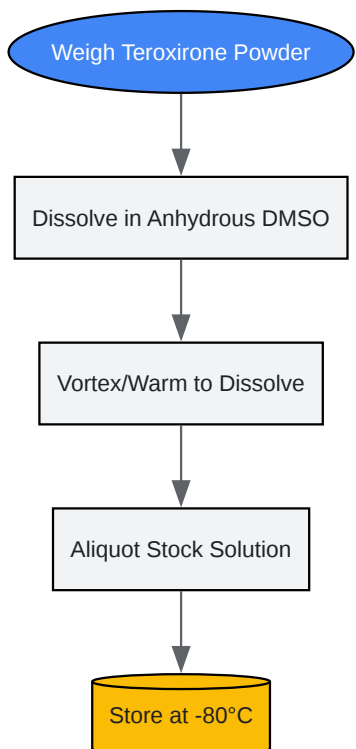 Weigh Teroxirone Powder
Dissolve in Anhydrous DMSO
Vortex/Warm to Dissolve
Aliquot Stock Solution
Store at -80°C